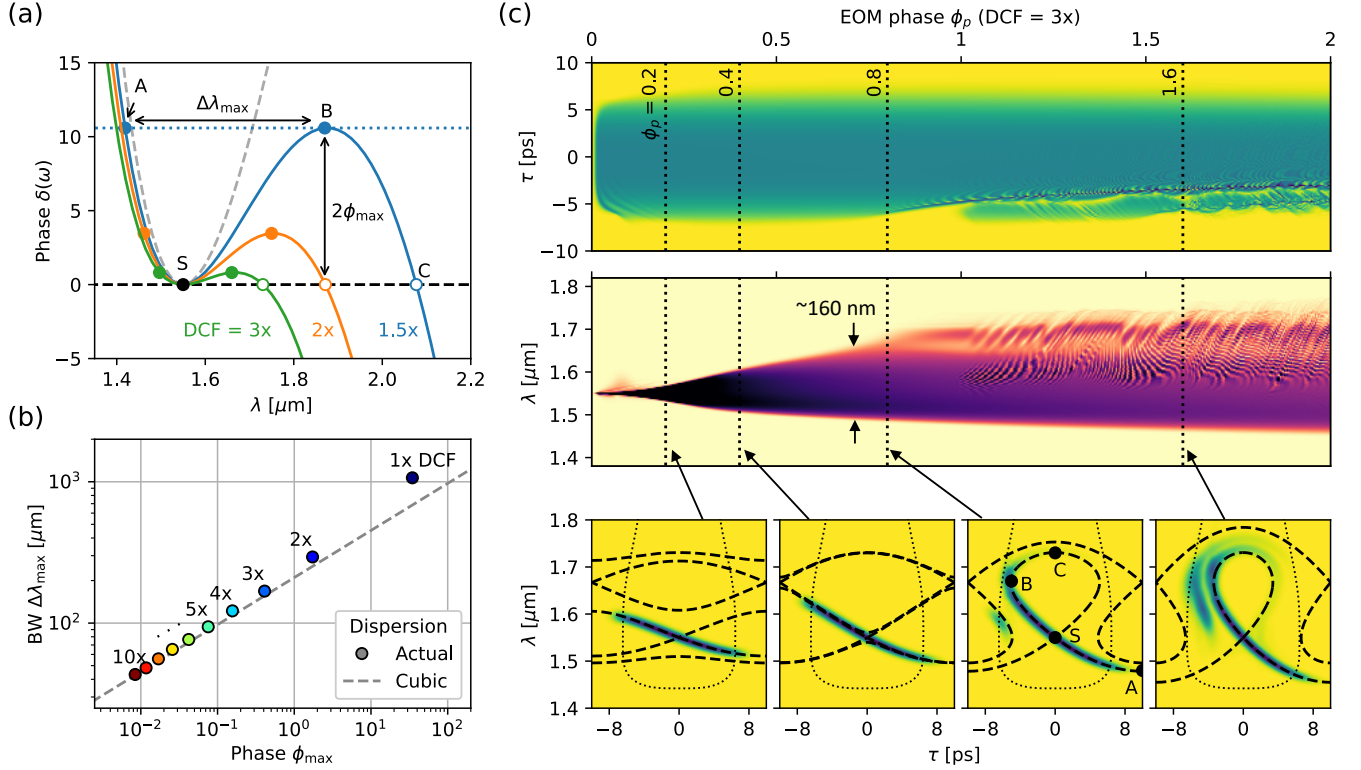 (a)
15
10
5
0
−5
Phase δ(ω)
A
Δλmax
B
2ϕmax
S
C
DCF = 3x
2x
1.5x
1.4
1.6
1.8
2.0
2.2
λ [μm]
(b)
10³
10²
BW Δλmax [μm]
1x DCF
2x
3x
4x
5x
10x
Dispersion
Actual
Cubic
10⁻²
10⁻¹
10⁰
10¹
10²
Phase ϕmax
(c)
EOM phase ϕp (DCF = 3x)
0
0.5
1
1.5
2
ϕp = 0.2
0.4
0.8
1.6
5
0
−5
−10
τ [ps]
1.8
1.7
1.6
1.5
1.4
λ [μm]
~160 nm
1.8
1.7
1.6
1.5
1.4
λ [μm]
C
B
S
A
−8
0
8
−8
0
8
−8
0
8
−8
0
8
τ [ps]